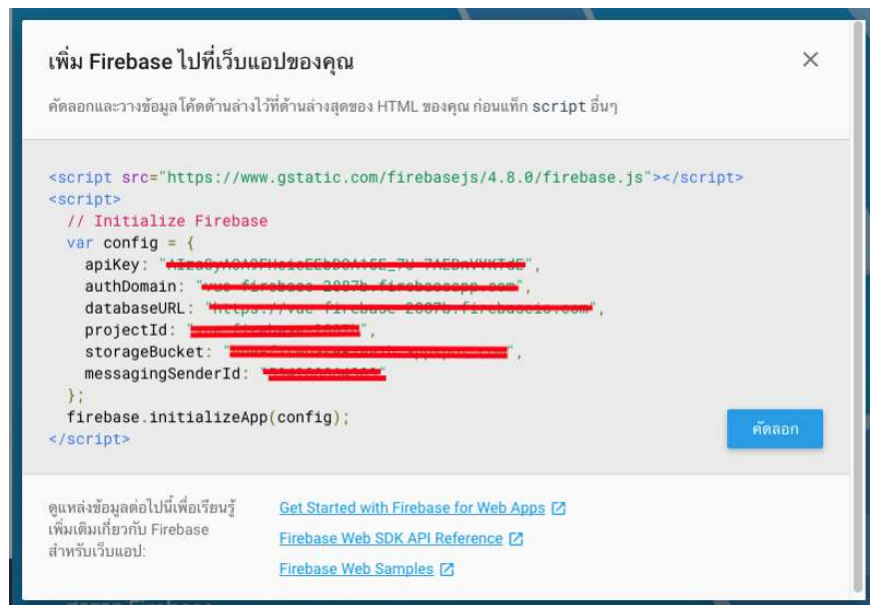 เพิ่ม Firebase ไปที่เว็บแอปของคุณ
คัดลอกและวางข้อมูลโค้ดด้านล่างไว้ที่ด้านล่างสุดของ HTML ของคุณ ก่อนแท็ก script อื่นๆ
<script src="https://www.gstatic.com/firebasejs/4.8.0/firebase.js"></script>
<script>
// Initialize Firebase
var config = {
apiKey: "",
authDomain: "",
databaseURL: "",
projectId: "",
storageBucket: "",
messagingSenderId: ""
};
firebase.initializeApp(config);
</script>
คัดลอก
ดูแหล่งข้อมูลต่อไปนี้เพื่อเรียนรู้
เพิ่มเติมเกี่ยวกับ Firebase
สำหรับเว็บแอป:
Get Started with Firebase for Web Apps
Firebase Web SDK API Reference
Firebase Web Samples